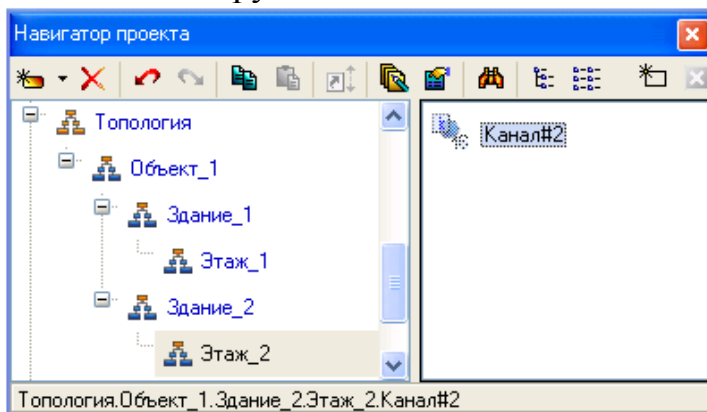 Навигатор проекта
Топология
Объект_1
Здание_1
Этаж_1
Здание_2
Этаж_2
Канал#2
Топология.Объект_1.Здание_2.Этаж_2.Канал#2